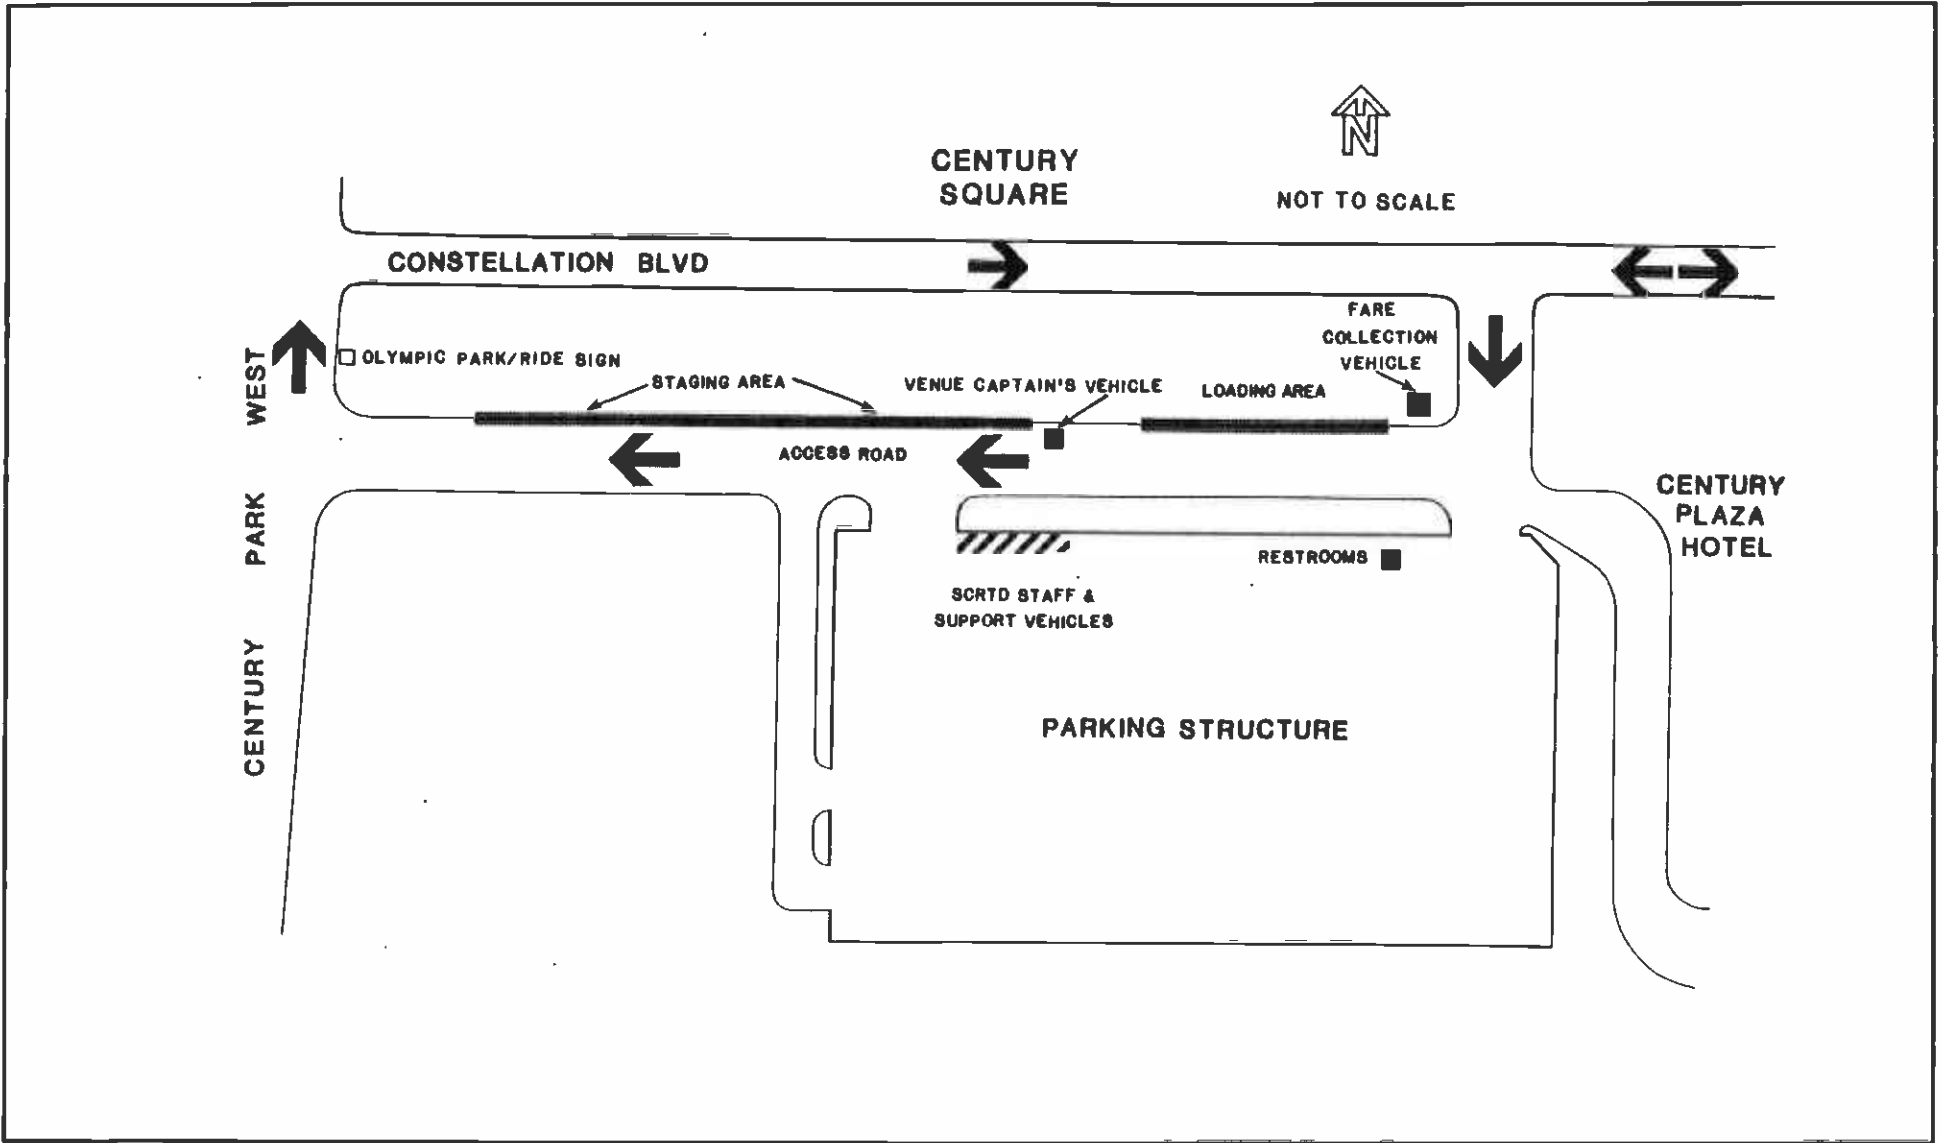 N
CENTURY
SQUARE
NOT TO SCALE
CONSTELLATION BLVD
FARE
COLLECTION
VEHICLE
OLYMPIC PARK/RIDE SIGN
STAGING AREA
VENUE CAPTAIN'S VEHICLE
LOADING AREA
ACCESS ROAD
CENTURY PARK WEST
CENTURY
PLAZA
HOTEL
RESTROOMS
SCRTD STAFF &
SUPPORT VEHICLES
PARKING STRUCTURE